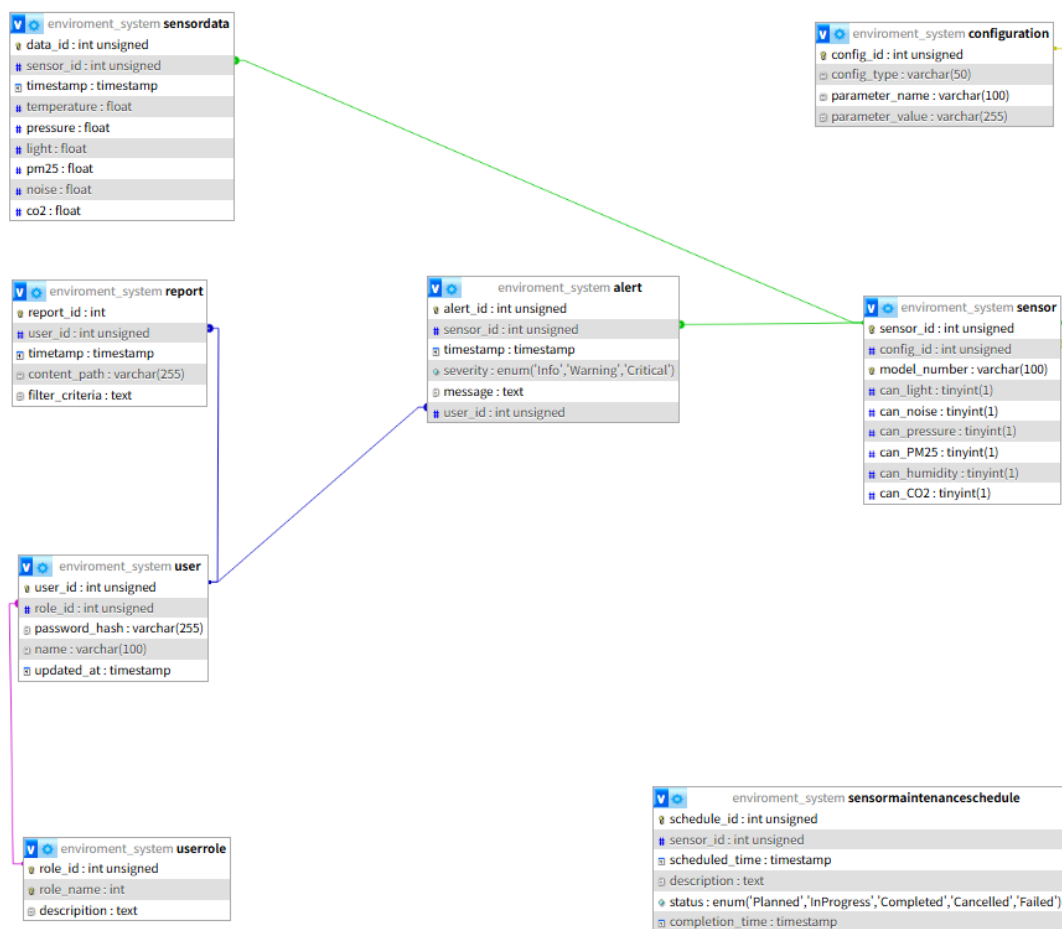 enviroment_system sensordata
data_id : int unsigned
sensor_id : int unsigned
timestamp : timestamp
temperature : float
pressure : float
light : float
pm25 : float
noise : float
co2 : float
enviroment_system configuration
config_id : int unsigned
config_type : varchar(50)
parameter_name : varchar(100)
parameter_value : varchar(255)
enviroment_system report
report_id : int
user_id : int unsigned
timetamp : timestamp
content_path : varchar(255)
filter_criteria : text
enviroment_system alert
alert_id : int unsigned
sensor_id : int unsigned
timestamp : timestamp
severity : enum('Info','Warning','Critical')
message : text
user_id : int unsigned
enviroment_system sensor
sensor_id : int unsigned
config_id : int unsigned
model_number : varchar(100)
can_light : tinyint(1)
can_noise : tinyint(1)
can_pressure : tinyint(1)
can_PM25 : tinyint(1)
can_humidity : tinyint(1)
can_CO2 : tinyint(1)
enviroment_system user
user_id : int unsigned
role_id : int unsigned
password_hash : varchar(255)
name : varchar(100)
updated_at : timestamp
enviroment_system userrole
role_id : int unsigned
role_name : int
descripition : text
enviroment_system sensormaintenanceschedule
schedule_id : int unsigned
sensor_id : int unsigned
scheduled_time : timestamp
description : text
status : enum('Planned','InProgress','Completed','Cancelled','Failed')
completion_time : timestamp